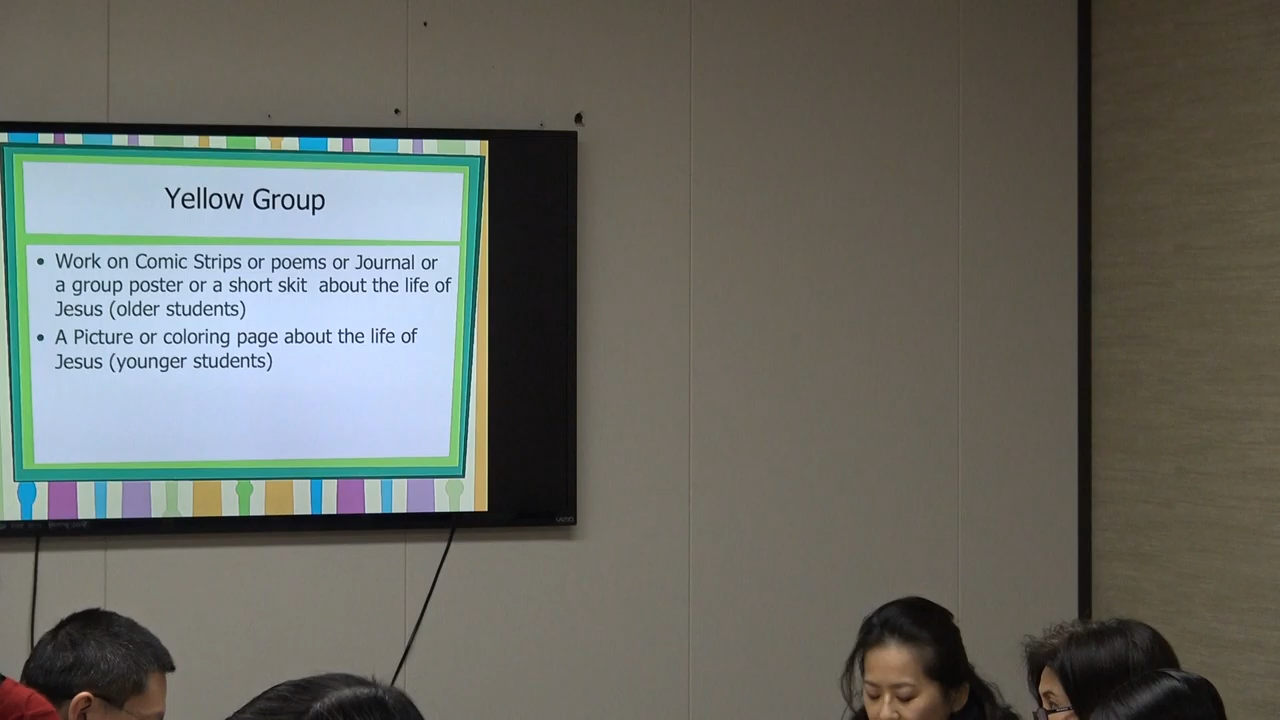 Yellow Group
• Work on Comic Strips or poems or Journal or
a group poster or a short skit about the life of
Jesus (older students)
• A Picture or coloring page about the life of
Jesus (younger students)
VIZIO